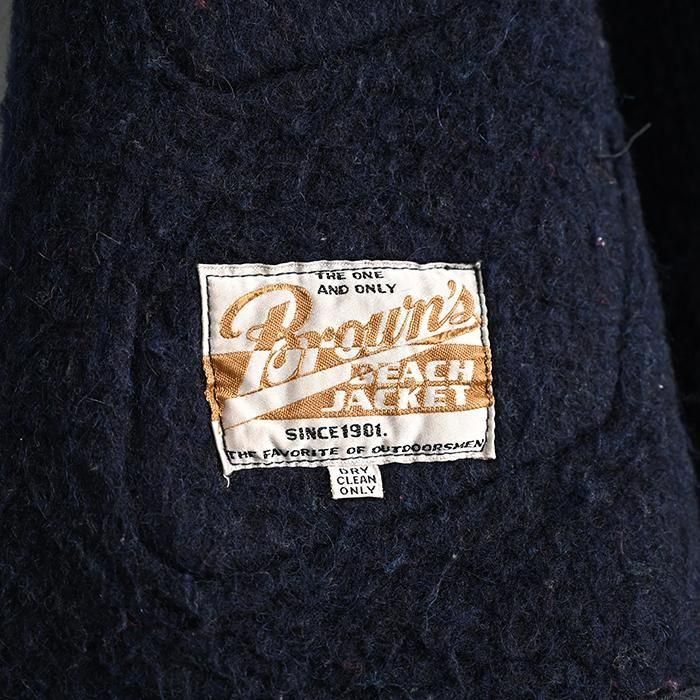 THE ONE
AND ONLY
Brown's
BEACH
JACKET
SINCE 1901.
THE FAVORITE OF OUTDOORSMEN
DRY
CLEAN
ONLY